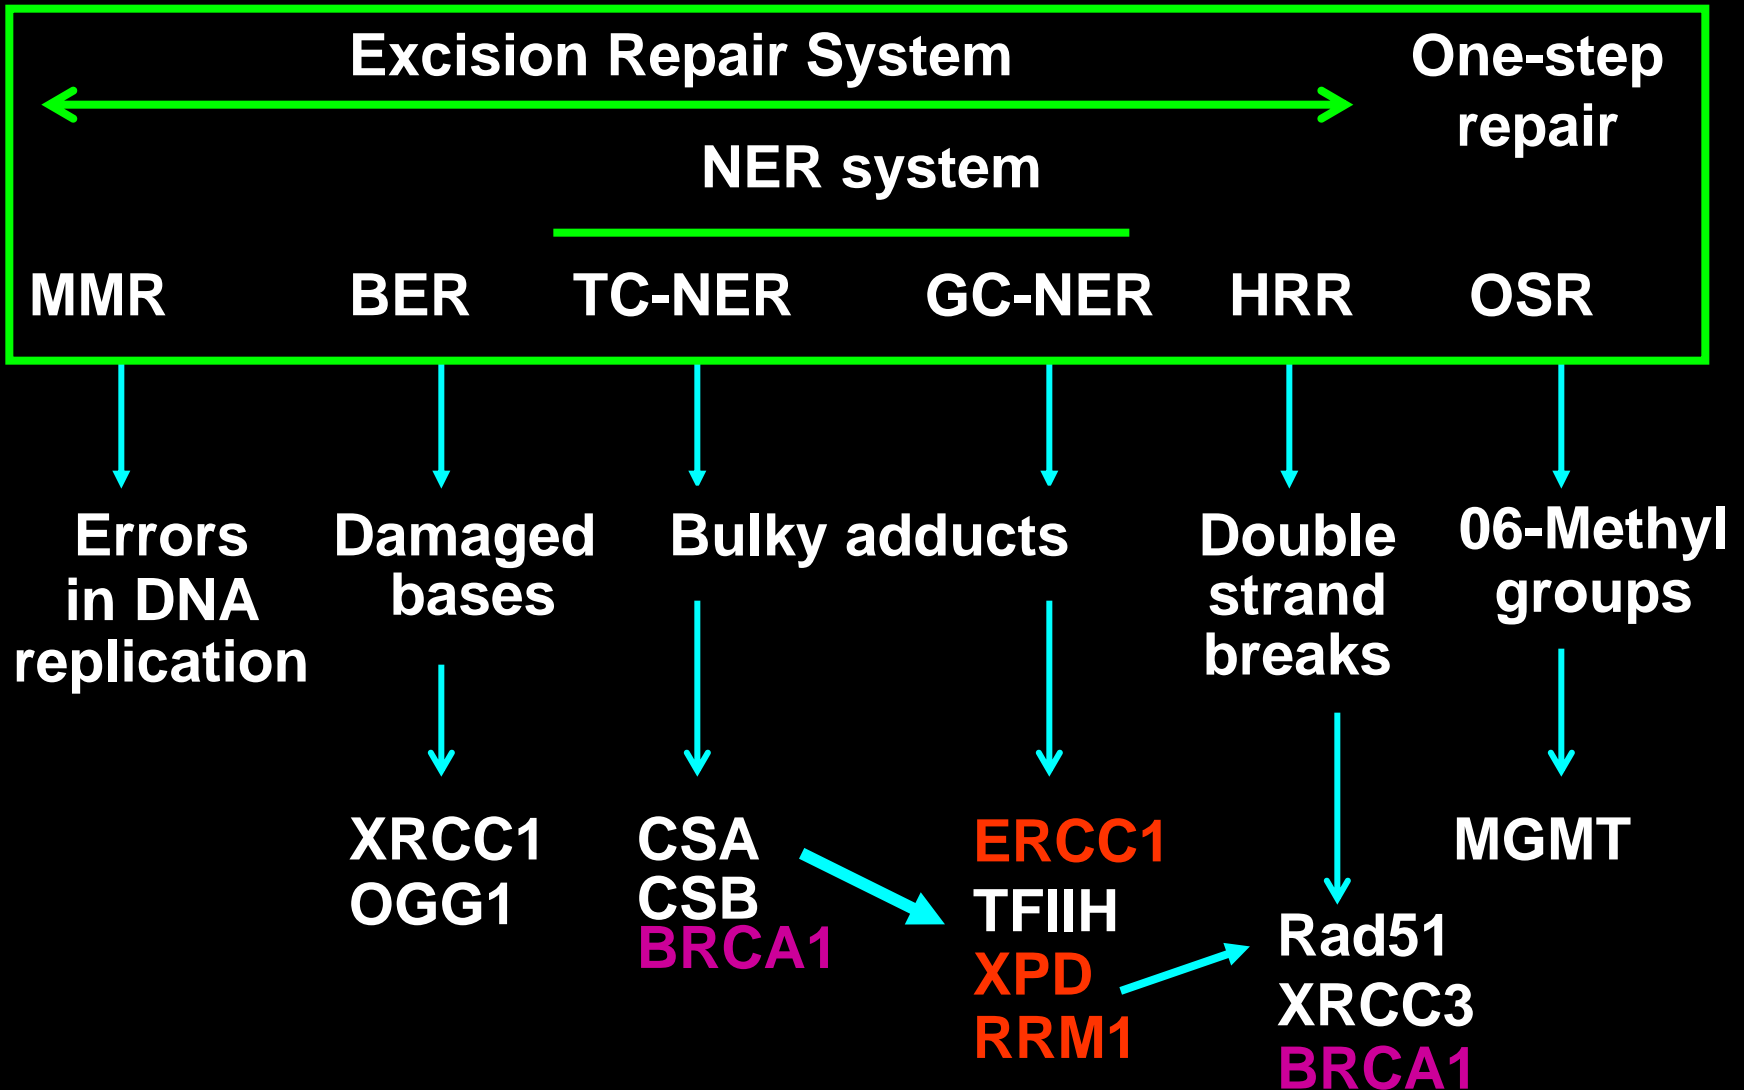 Excision Repair System
One-step
repair
NER system
MMR
BER
TC-NER
GC-NER
HRR
OSR
Errors
in DNA
replication
Damaged
bases
Bulky adducts
Double
strand
breaks
06-Methyl
groups
XRCC1
OGG1
CSA
CSB
BRCA1
ERCC1
TFIIH
XPD
RRM1
Rad51
XRCC3
BRCA1
MGMT